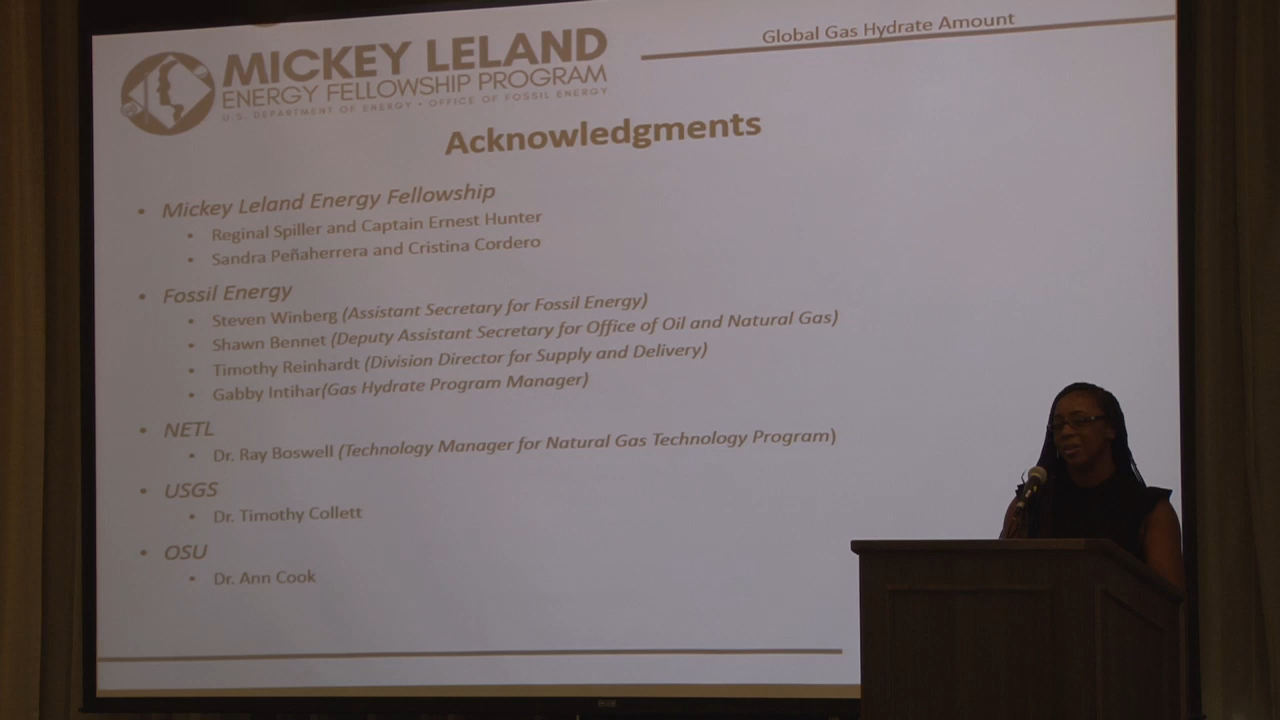 Global Gas Hydrate Amount
MICKEY LELAND
ENERGY FELLOWSHIP PROGRAM
U.S. DEPARTMENT OF ENERGY • OFFICE OF FOSSIL ENERGY
Acknowledgments
• Mickey Leland Energy Fellowship
• Reginal Spiller and Captain Ernest Hunter
• Sandra Peñaherrera and Cristina Cordero
• Fossil Energy
• Steven Winberg (Assistant Secretary for Fossil Energy)
• Shawn Bennet (Deputy Assistant Secretary for Office of Oil and Natural Gas)
• Timothy Reinhardt (Division Director for Supply and Delivery)
• Gabby Intihar(Gas Hydrate Program Manager)
• NETL
• Dr. Ray Boswell (Technology Manager for Natural Gas Technology Program)
• USGS
• Dr. Timothy Collett
• OSU
• Dr. Ann Cook